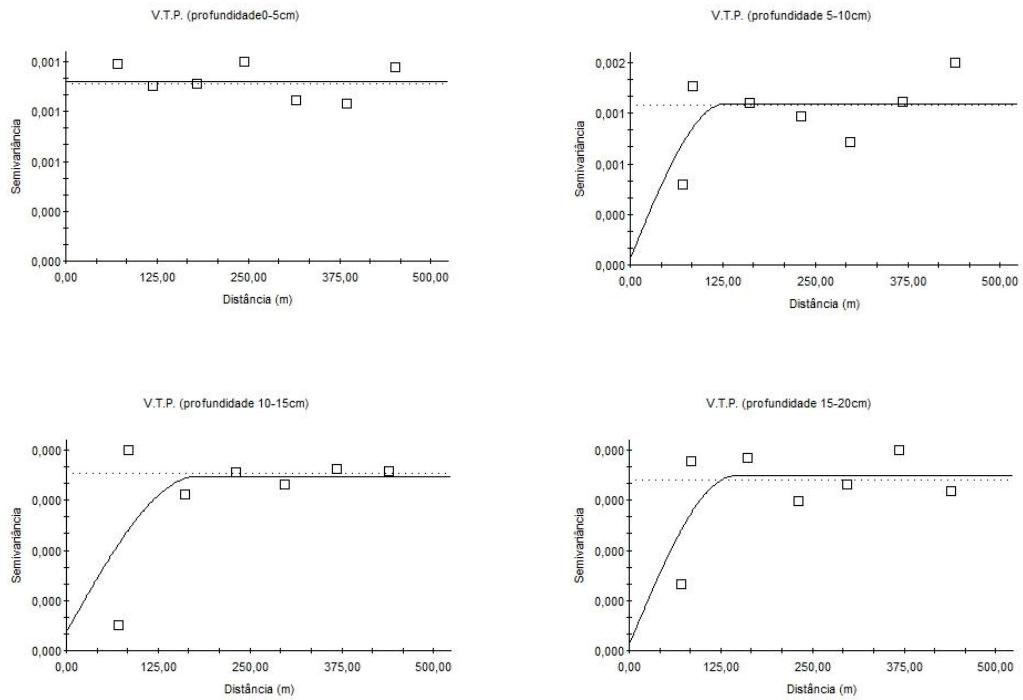 V.T.P. (profundidade0-5cm)
0,001
0,001
0,001
0,000
0,000
Semivariância
0,00 125,00 250,00 375,00 500,00
Distância (m)
V.T.P. (profundidade 5-10cm)
0,002
0,001
0,001
0,000
0,000
Semivariância
0,00 125,00 250,00 375,00 500,00
Distância (m)
V.T.P. (profundidade 10-15cm)
0,000
0,000
0,000
0,000
0,000
Semivariância
0,00 125,00 250,00 375,00 500,00
Distância (m)
V.T.P. (profundidade 15-20cm)
0,000
0,000
0,000
0,000
0,000
Semivariância
0,00 125,00 250,00 375,00 500,00
Distância (m)